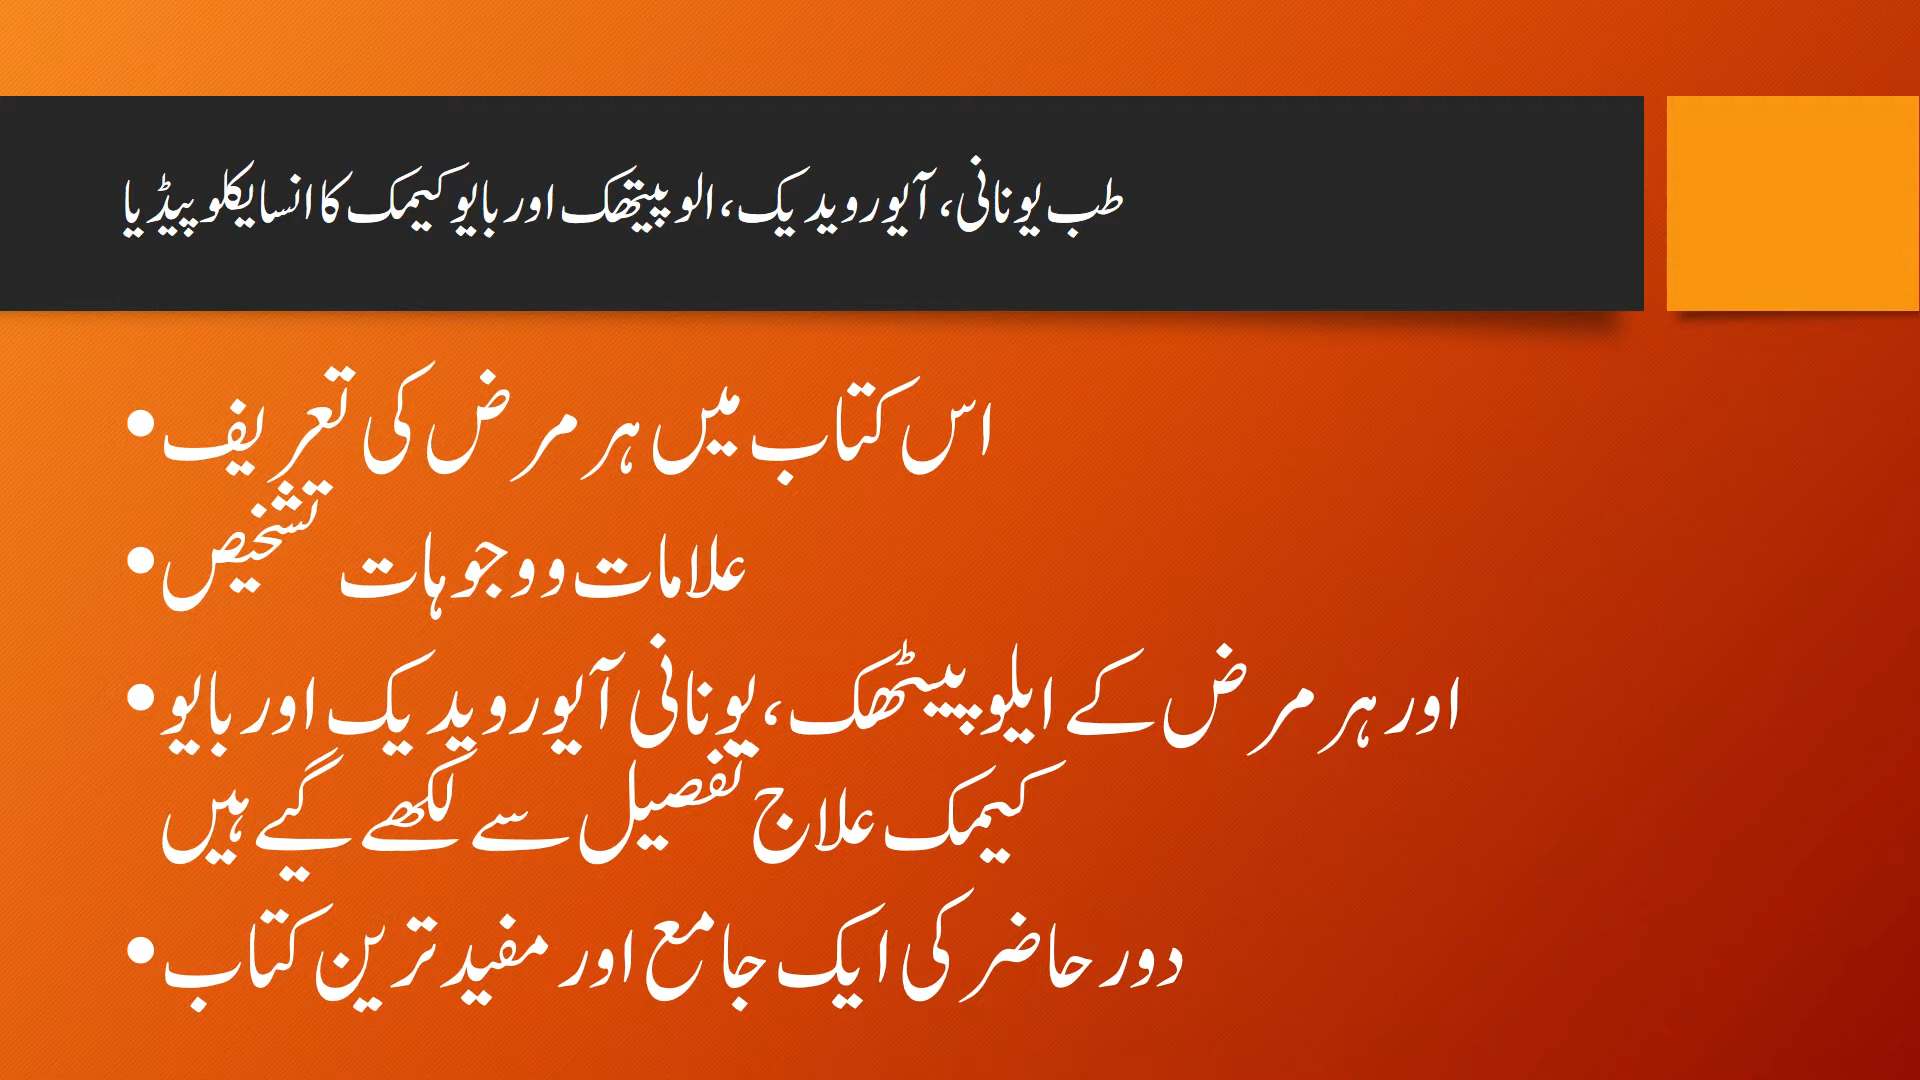 طب یونانی، آیورویدیک، الوپیتھک اور بایو کیمک کا انسایکلوپیڈیا
• اس کتاب میں ہر مرض کی تعریف
• علامات و وجوہات تشخیص
• اور ہر مرض کے ایلوپیسٹھک، یونانی آیورویدیک اور بایو
کیمک علاج تفصیل سے لکھے گیے ہیں
• دور حاضر کی ایک جامع اور مفید ترین کتاب